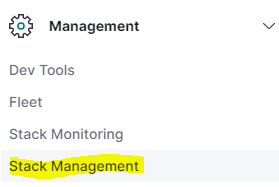 Management
Dev Tools
Fleet
Stack Monitoring
Stack Management